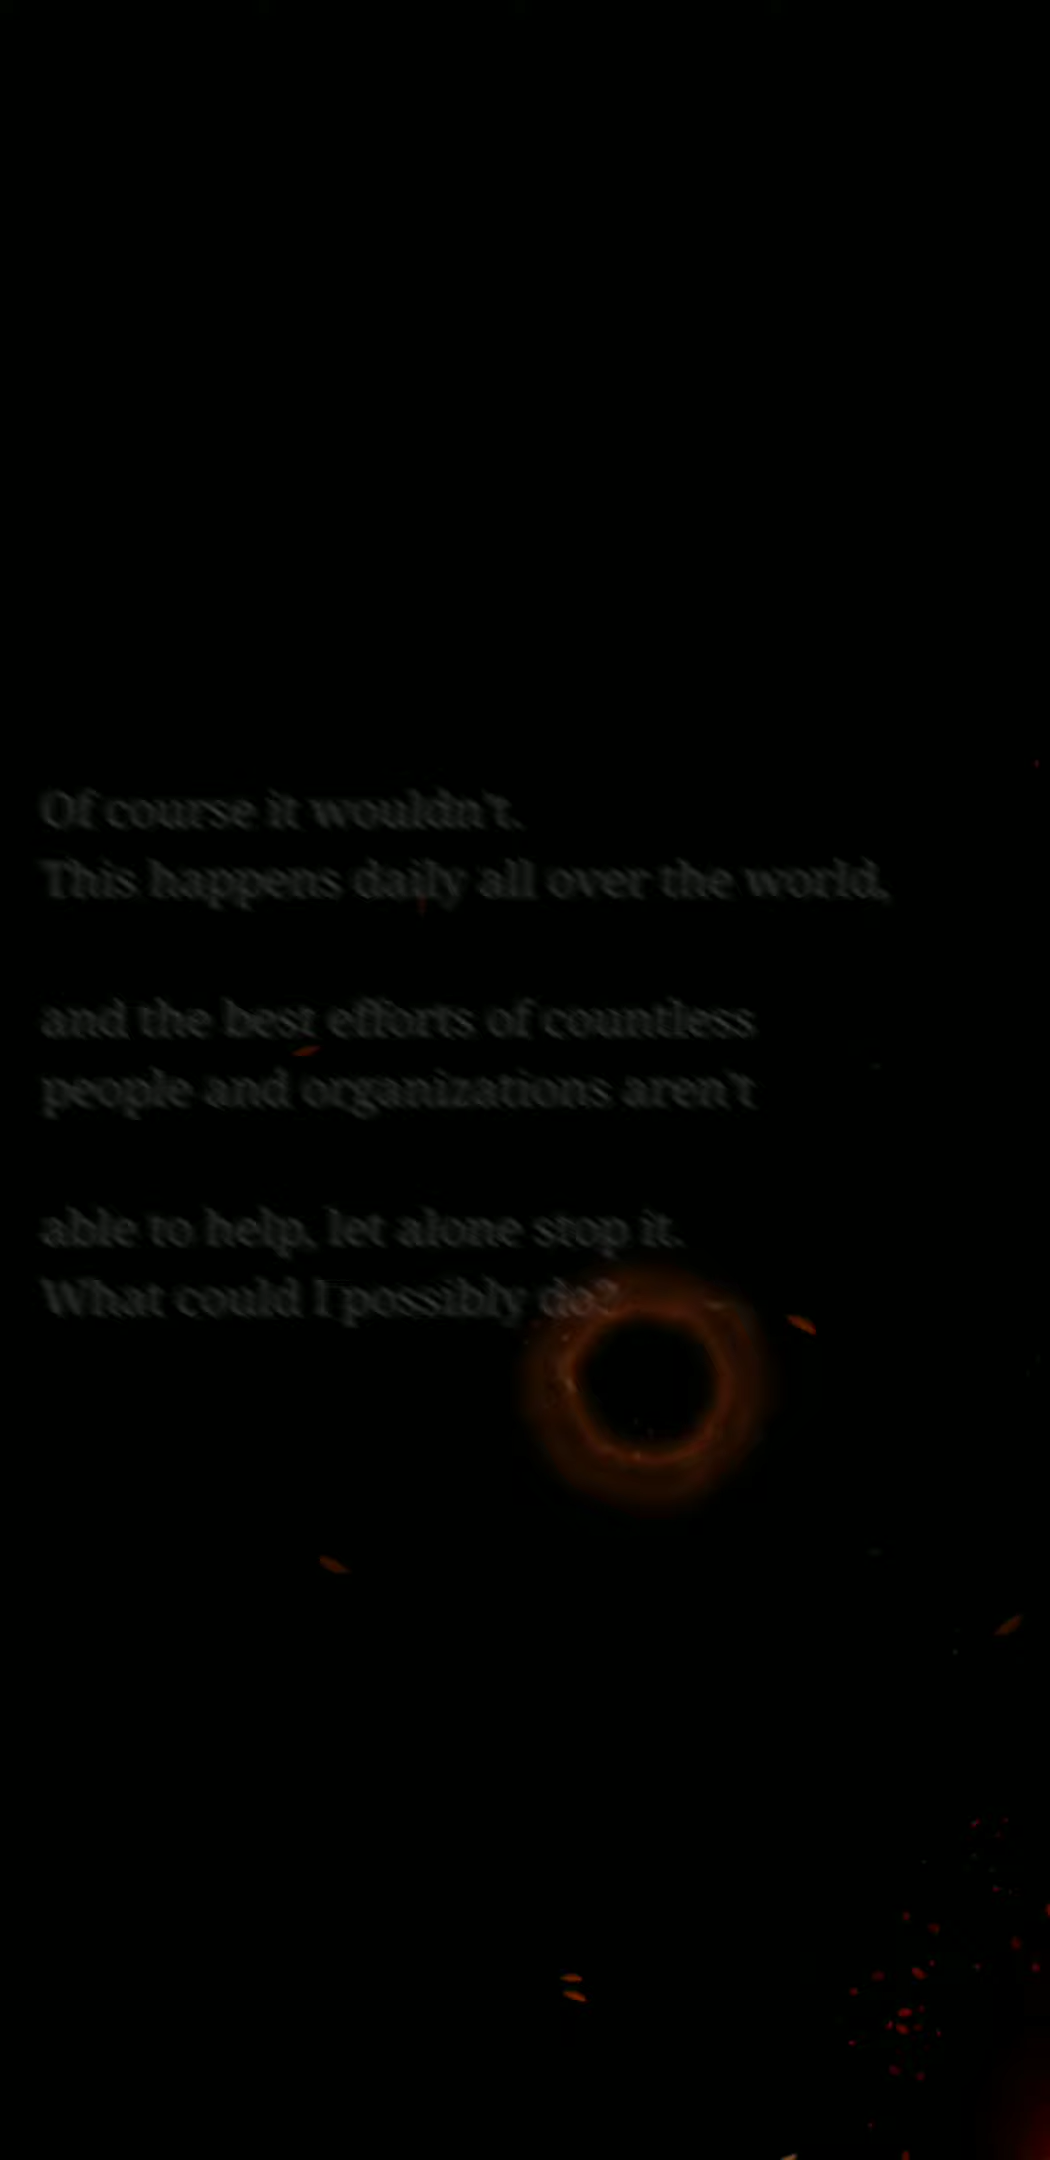 Of course it wouldn't.
This happens daily all over the world,
and the best efforts of countless
people and organizations aren't
able to help, let alone stop it.
What could I possibly do?